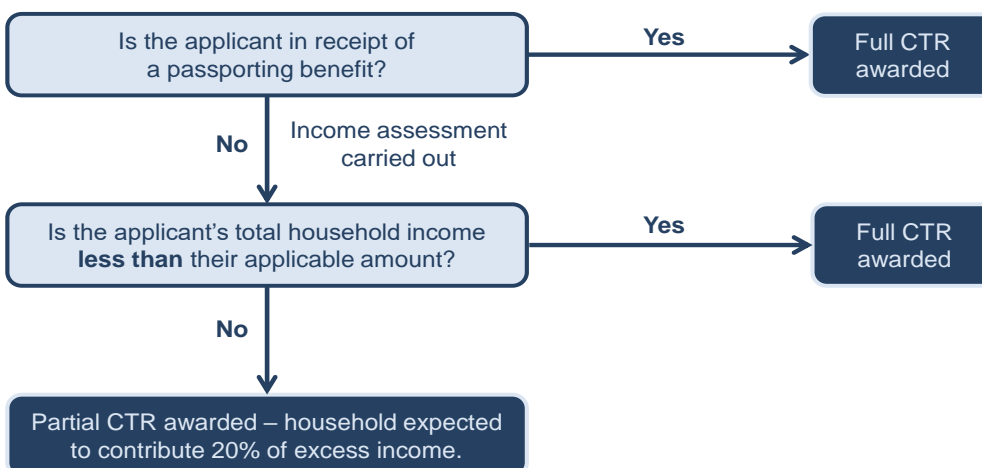 Is the applicant in receipt of
a passporting benefit?
Yes
Full CTR
awarded
No
Income assessment
carried out
Is the applicant’s total household income
less than their applicable amount?
Yes
Full CTR
awarded
No
Partial CTR awarded – household expected
to contribute 20% of excess income.